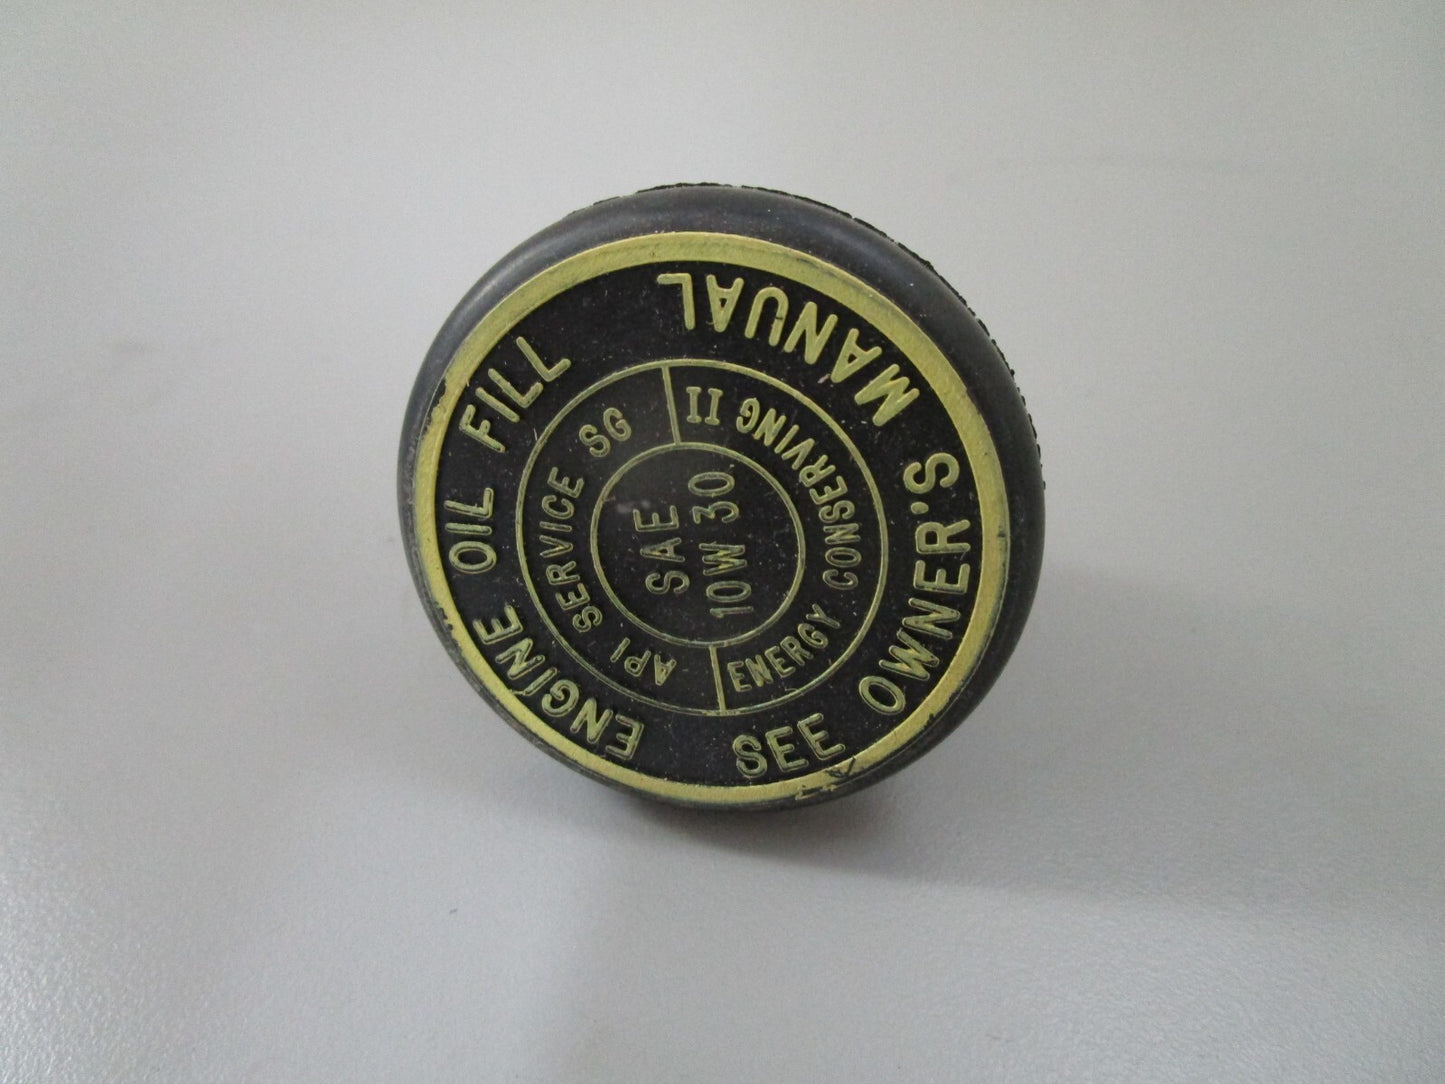 ENGINE OIL FILL
SEE OWNER'S MANUAL
API SERVICE SG
ENERGY CONSERVING II
SAE
10W 30